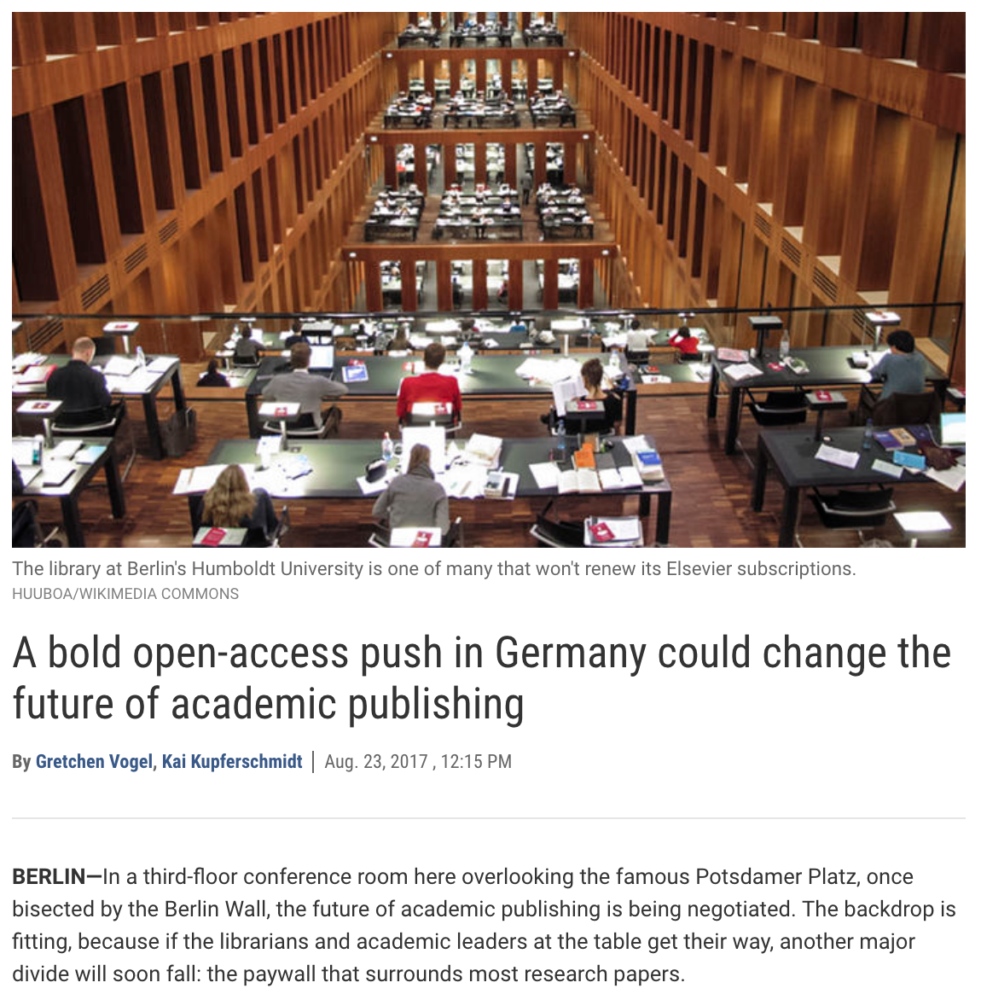 The library at Berlin's Humboldt University is one of many that won't renew its Elsevier subscriptions.
HUUBOA/WIKIMEDIA COMMONS
A bold open-access push in Germany could change the
future of academic publishing
By Gretchen Vogel, Kai Kupferschmidt | Aug. 23, 2017 , 12:15 PM
BERLIN—In a third-floor conference room here overlooking the famous Potsdamer Platz, once
bisected by the Berlin Wall, the future of academic publishing is being negotiated. The backdrop is
fitting, because if the librarians and academic leaders at the table get their way, another major
divide will soon fall: the paywall that surrounds most research papers.